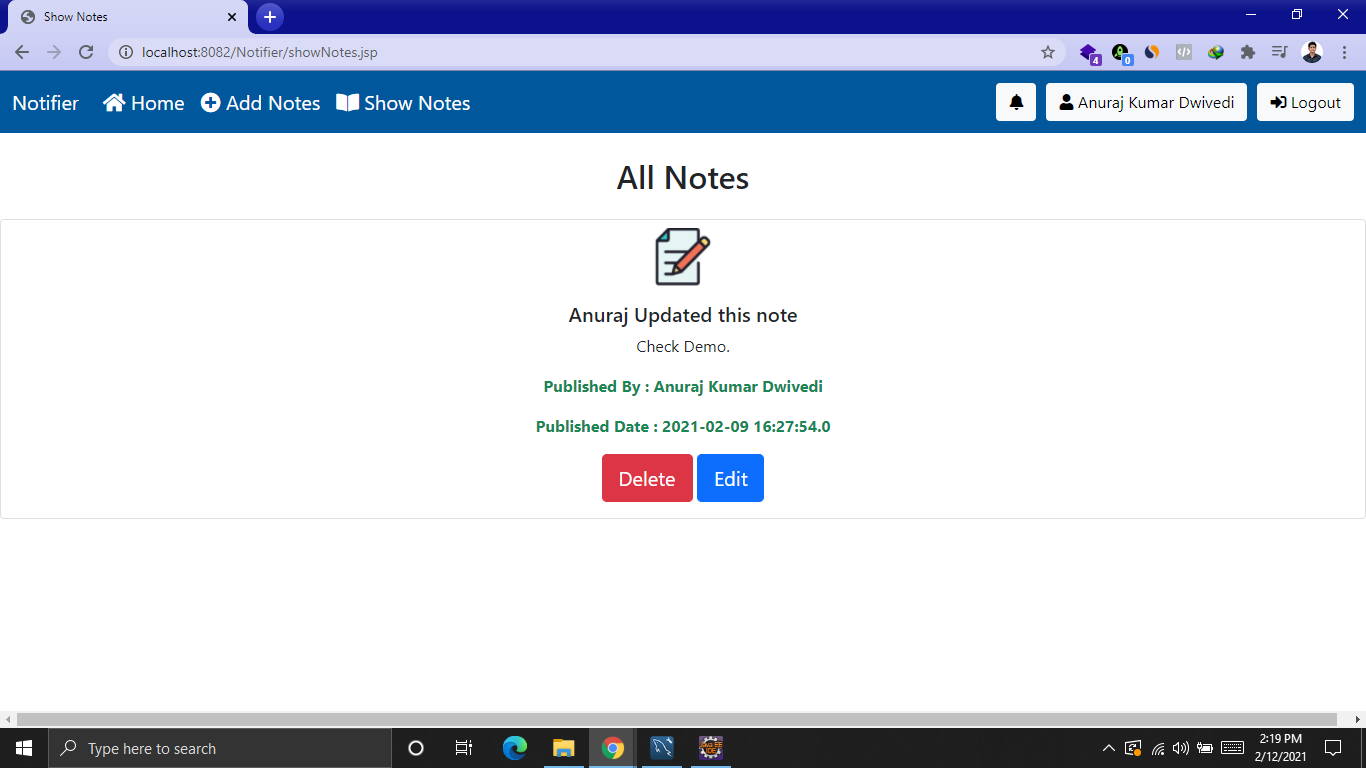 Show Notes
localhost:8082/Notifier/showNotes.jsp
4
0
Notifier Home Add Notes Show Notes Anuraj Kumar Dwivedi Logout
All Notes
Anuraj Updated this note
Check Demo.
Published By : Anuraj Kumar Dwivedi
Published Date : 2021-02-09 16:27:54.0
Delete Edit
Type here to search
2:19 PM
2/12/2021